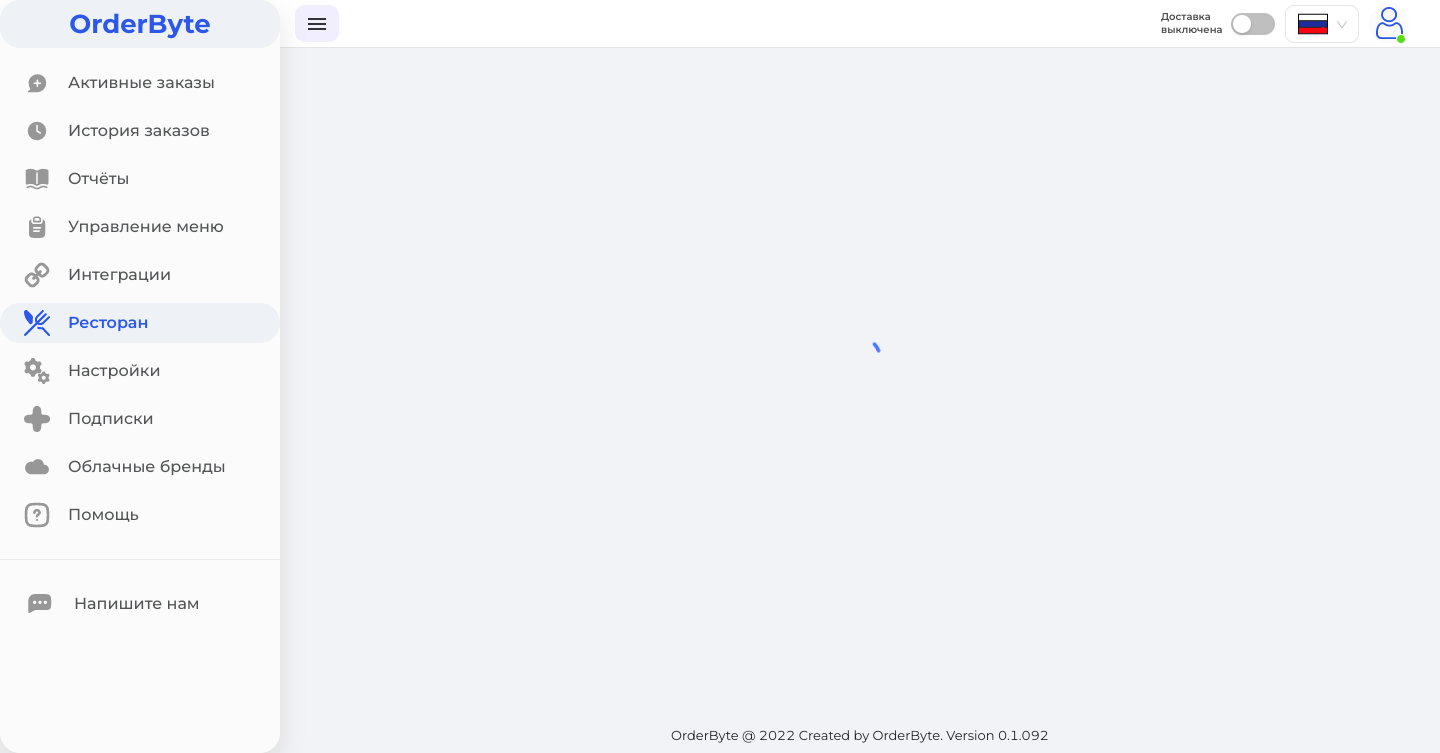 OrderByte
Доставка
выключена
Активные заказы
История заказов
Отчёты
Управление меню
Интеграции
Ресторан
Настройки
Подписки
Облачные бренды
Помощь
Напишите нам
OrderByte @ 2022 Created by OrderByte. Version 0.1.092